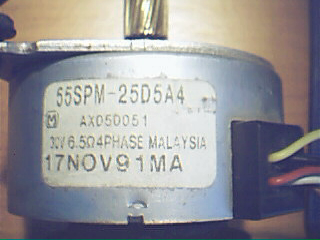 55SPM-25D5A4
M AX050051
30V 6.5Ω4PHASE MALAYSIA
17NOV91MA